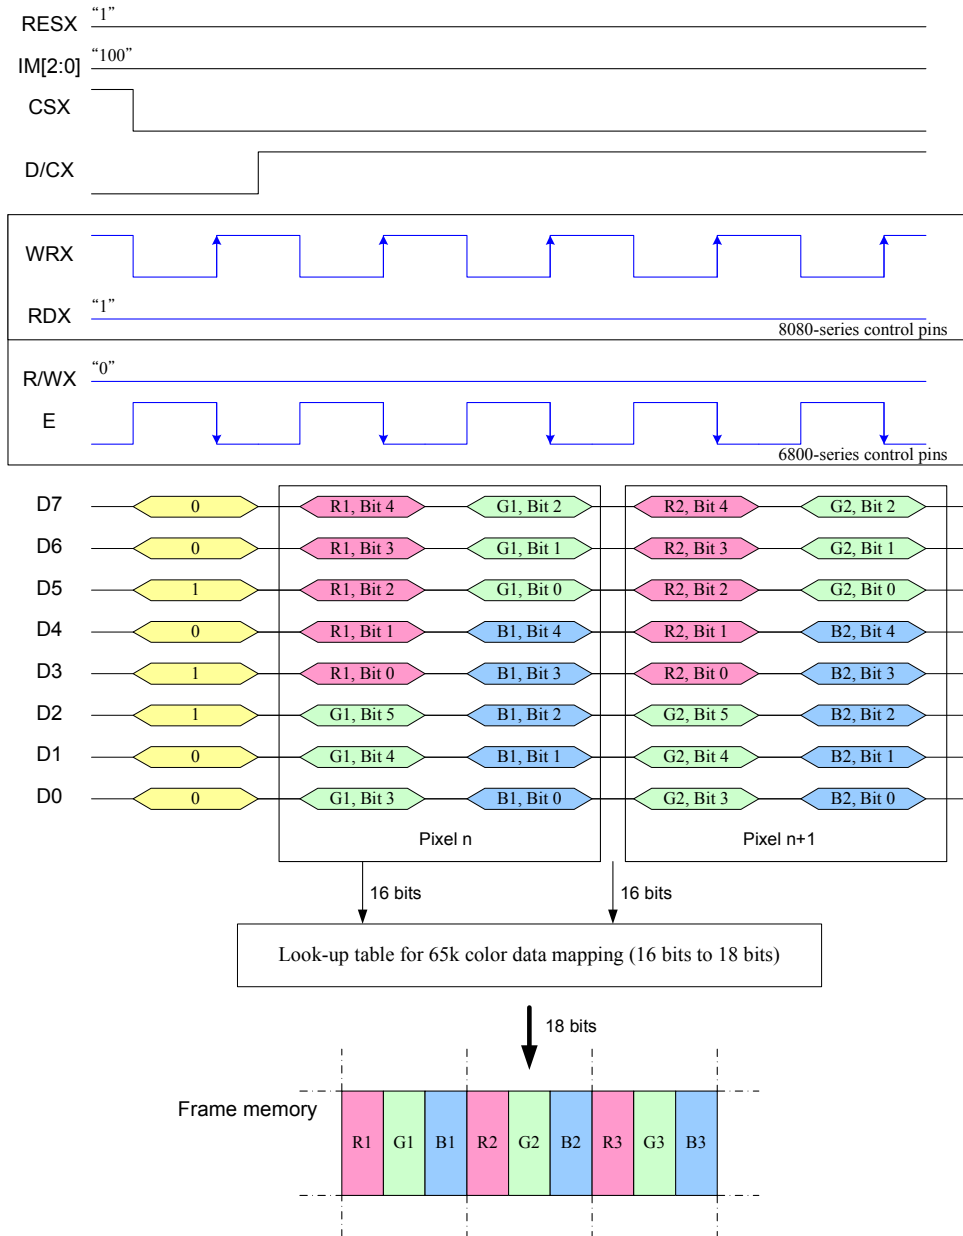 RESX “1”
IM[2:0] “100”
CSX
D/CX
WRX
RDX “1”
8080-series control pins
R/WX “0”
E
6800-series control pins
D7 0 R1, Bit 4 G1, Bit 2 R2, Bit 4 G2, Bit 2
D6 0 R1, Bit 3 G1, Bit 1 R2, Bit 3 G2, Bit 1
D5 1 R1, Bit 2 G1, Bit 0 R2, Bit 2 G2, Bit 0
D4 0 R1, Bit 1 B1, Bit 4 R2, Bit 1 B2, Bit 4
D3 1 R1, Bit 0 B1, Bit 3 R2, Bit 0 B2, Bit 3
D2 1 G1, Bit 5 B1, Bit 2 G2, Bit 5 B2, Bit 2
D1 0 G1, Bit 4 B1, Bit 1 G2, Bit 4 B2, Bit 1
D0 0 G1, Bit 3 B1, Bit 0 G2, Bit 3 B2, Bit 0
Pixel n Pixel n+1
16 bits 16 bits
Look-up table for 65k color data mapping (16 bits to 18 bits)
18 bits
Frame memory
R1 G1 B1 R2 G2 B2 R3 G3 B3